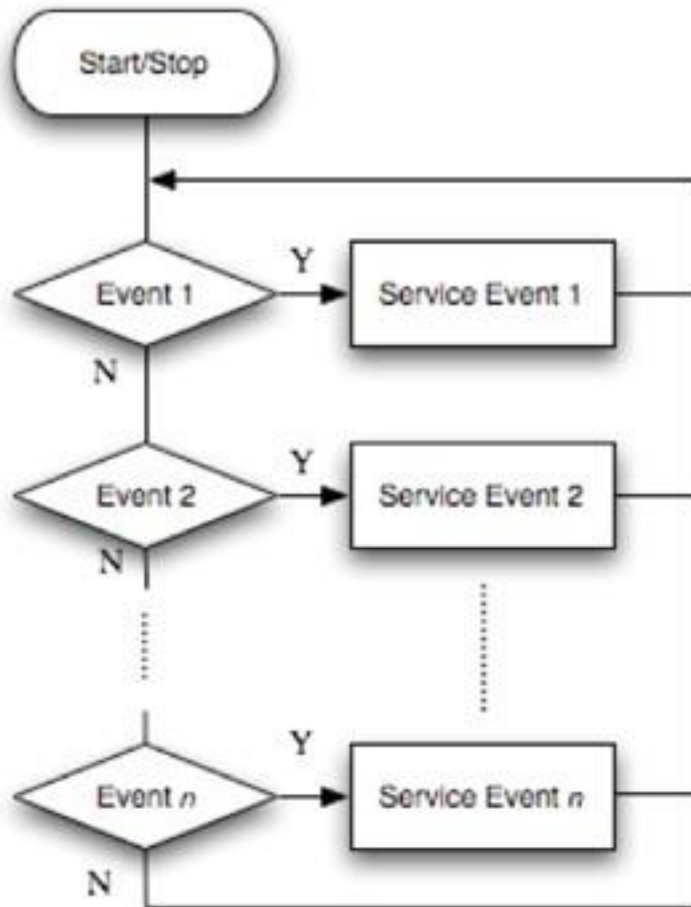 Start/Stop
Event 1
Y
Service Event 1
N
Event 2
Y
Service Event 2
N
Event n
Y
Service Event n
N